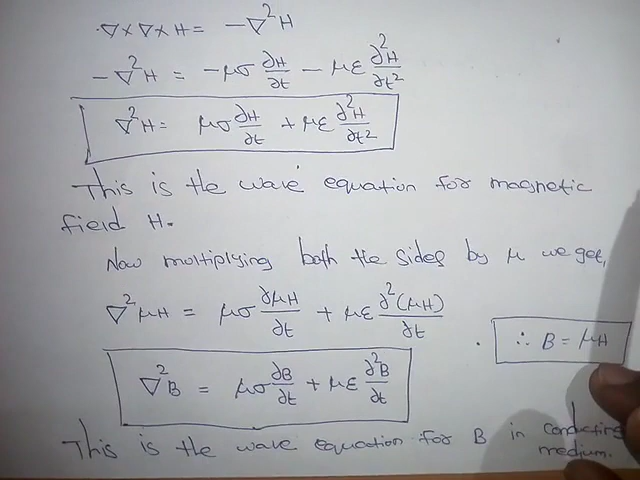 ∇×∇×H = -∇²H
-∇²H = -μσ ∂H/∂t - με ∂²H/∂t²
∇²H = μσ ∂H/∂t + με ∂²H/∂t²
This is the wave equation for magnetic
field H.
Now multiplying both the sides by μ we get,
∇²μH = μσ ∂μH/∂t + με ∂²(μH)/∂t
∴ B = μH
∇²B = μσ ∂B/∂t + με ∂²B/∂t
This is the wave equation for B in conducting
medium.